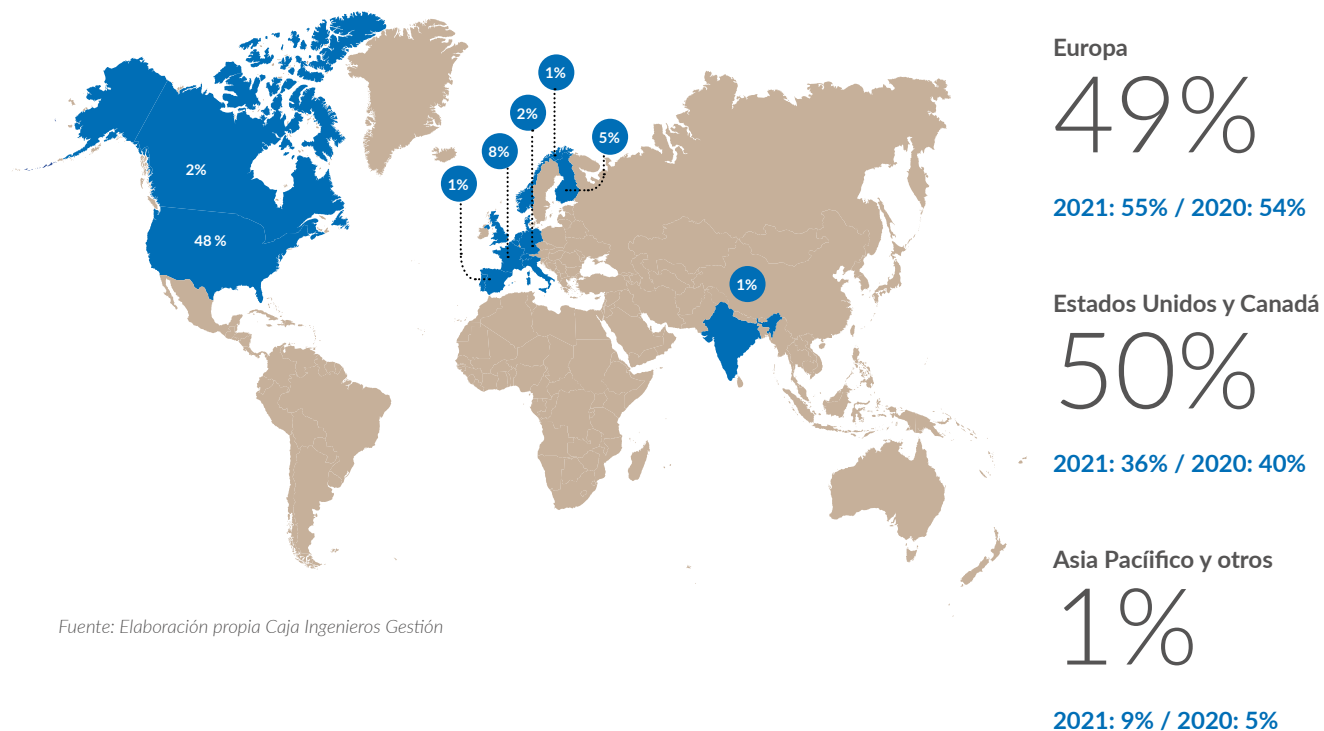 1%
2%
5%
8%
1%
2%
48 %
1%
Fuente: Elaboración propia Caja Ingenieros Gestión
Europa
49%
2021: 55% / 2020: 54%
Estados Unidos y Canadá
50%
2021: 36% / 2020: 40%
Asia Pacíifico y otros
1%
2021: 9% / 2020: 5%